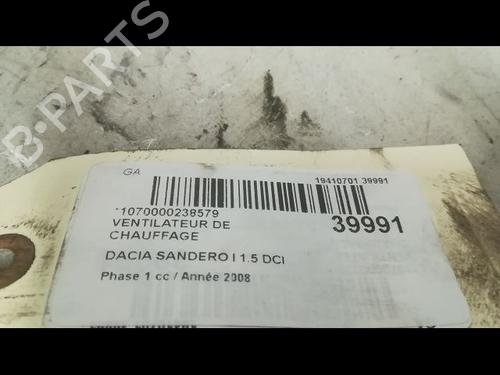 B-PARTS
GA
19410701 39991
*1070000238579
39991
VENTILATEUR DE
CHAUFFAGE
DACIA SANDERO I 1.5 DCI
Phase 1 cc / Année 2008